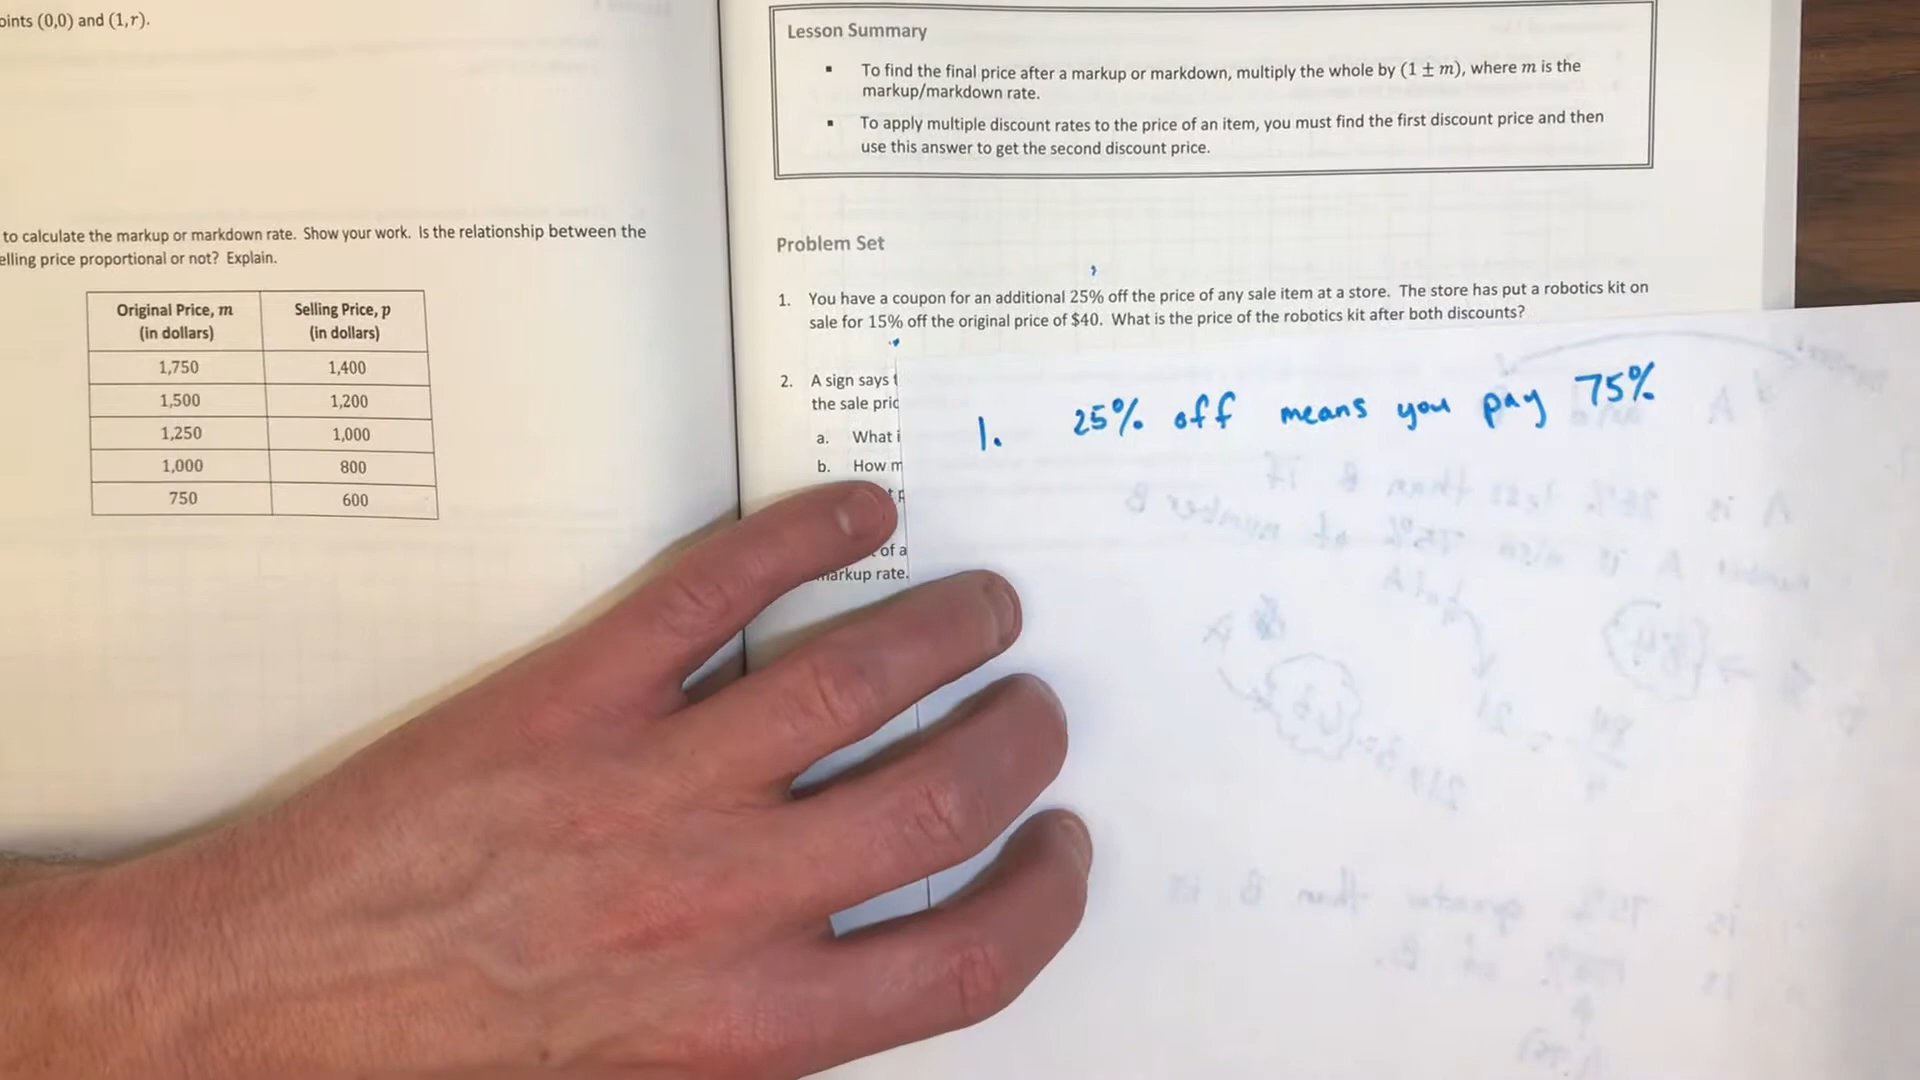 oints (0,0) and (1,r).
to calculate the markup or markdown rate. Show your work. Is the relationship between the
elling price proportional or not? Explain.
Original Price, m
(in dollars)
Selling Price, p
(in dollars)
1,750
1,400
1,500
1,200
1,250
1,000
1,000
800
750
600
Lesson Summary
▪ To find the final price after a markup or markdown, multiply the whole by (1 ± m), where m is the
markup/markdown rate.
▪ To apply multiple discount rates to the price of an item, you must find the first discount price and then
use this answer to get the second discount price.
Problem Set
1. You have a coupon for an additional 25% off the price of any sale item at a store. The store has put a robotics kit on
sale for 15% off the original price of $40. What is the price of the robotics kit after both discounts?
2. A sign says t
the sale pric
a. What i
b. How m
of a
markup rate.
1. 25% off means you pay 75%